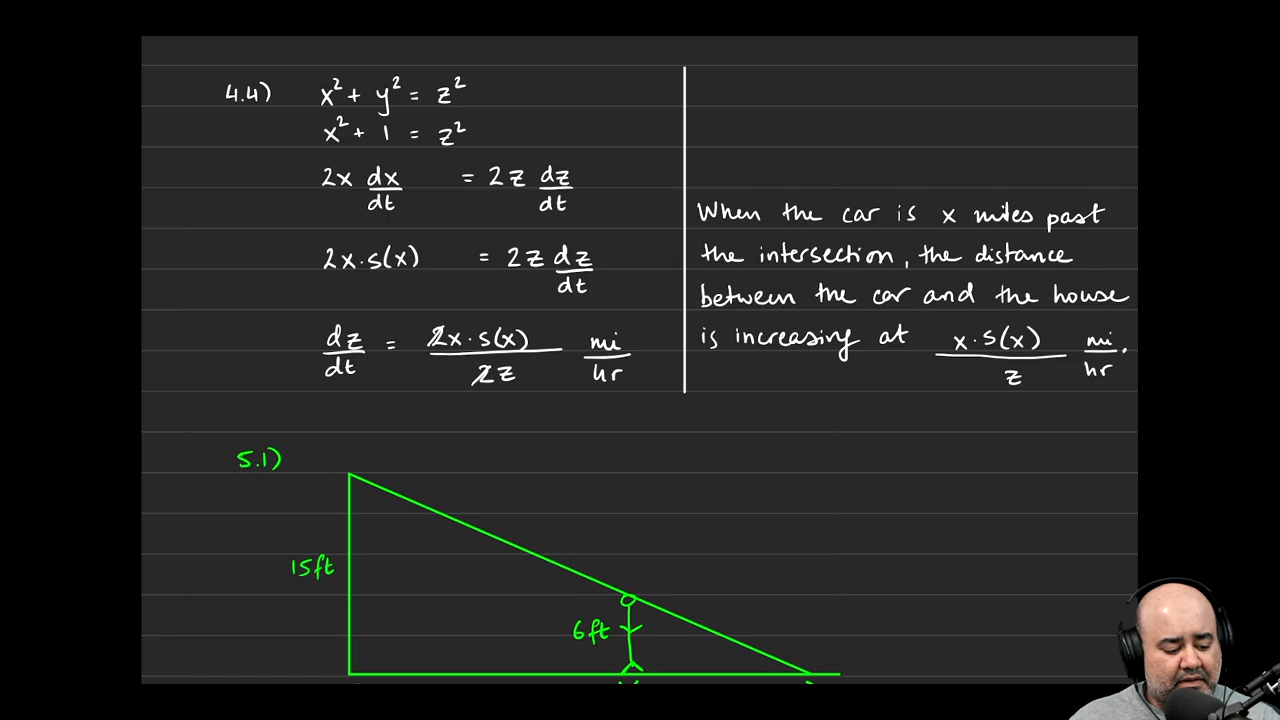 4.4)
x² + y² = z²
x² + 1 = z²
2x dx/dt = 2z dz/dt
2x·s(x) = 2z dz/dt
dz/dt = 2x·s(x)/2z mi/hr
When the car is x miles past
the intersection, the distance
between the car and the house
is increasing at x·s(x)/z mi/hr.
5.1)
15ft
6ft